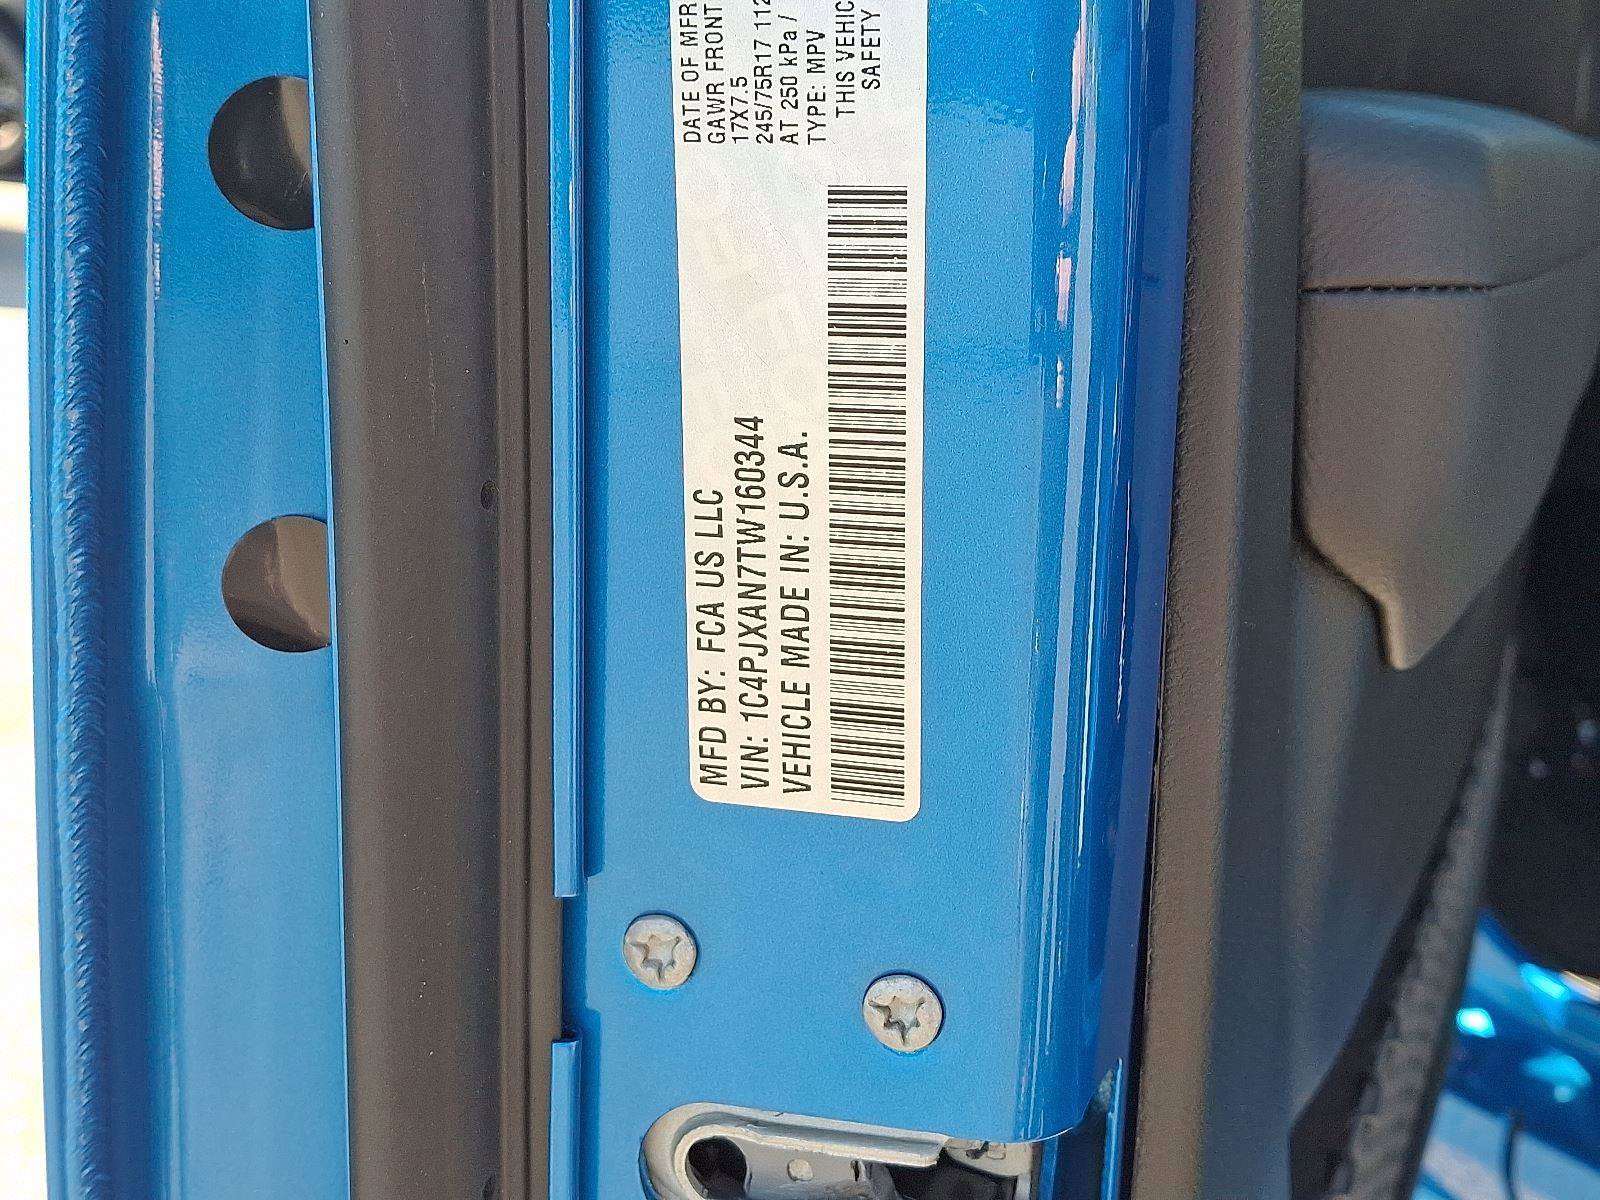 MFD BY: FCA US LLC
VIN: 1C4PJXAN7TW160344
VEHICLE MADE IN: U.S.A.
DATE OF MFR
GAWR FRONT
17X7.5
245/75R17 112
AT 250 kPa /
TYPE: MPV
THIS VEHIC
SAFETY